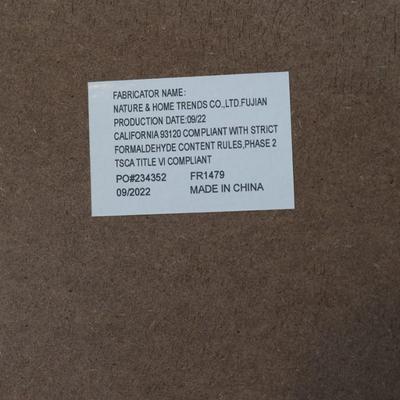 FABRICATOR NAME:
NATURE & HOME TRENDS CO.,LTD.FUJIAN
PRODUCTION DATE:09/22
CALIFORNIA 93120 COMPLIANT WITH STRICT
FORMALDEHYDE CONTENT RULES,PHASE 2
TSCA TITLE VI COMPLIANT
PO#234352 FR1479
09/2022 MADE IN CHINA